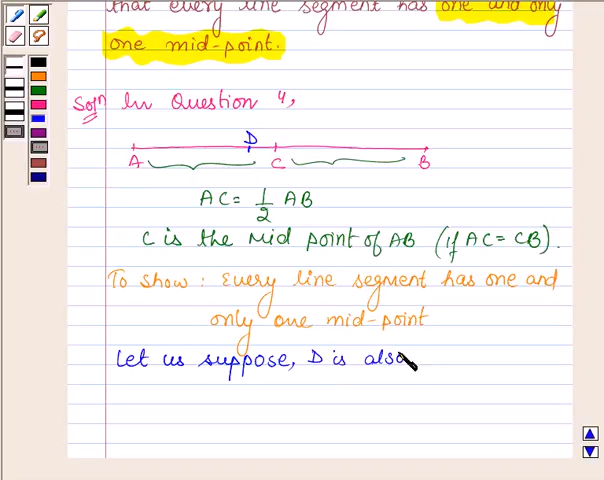 that every line segment has one and only
one mid-point.
Solⁿ In Question 4,
D
A C B
AC = 1/2 AB
C is the Mid point of AB (if AC = CB).
To show : Every line segment has one and
only one mid-point
Let us suppose, D is also